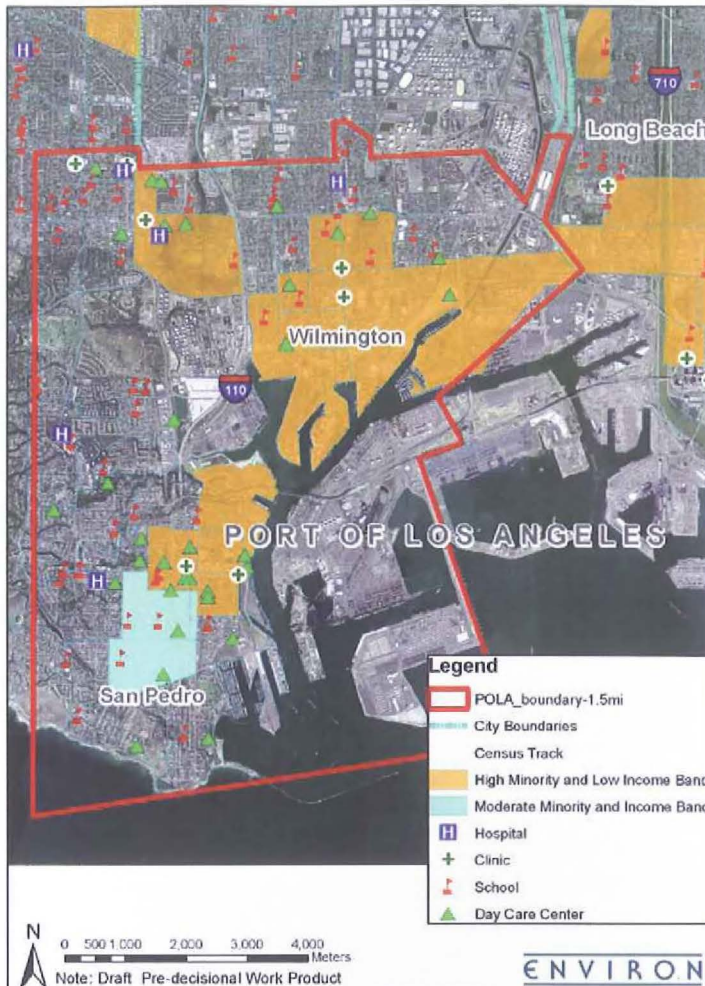 710
Long Beach
H
H
H
H
Wilmington
110
H
PORT OF LOS ANGELES
H
San Pedro
Legend
POLA_boundary-1.5mi
City Boundaries
Census Track
High Minority and Low Income Band
Moderate Minority and Income Band
H Hospital
Clinic
School
Day Care Center
N
0 500 1,000 2,000 3,000 4,000
Meters
Note: Draft Pre-decisional Work Product
ENVIRON